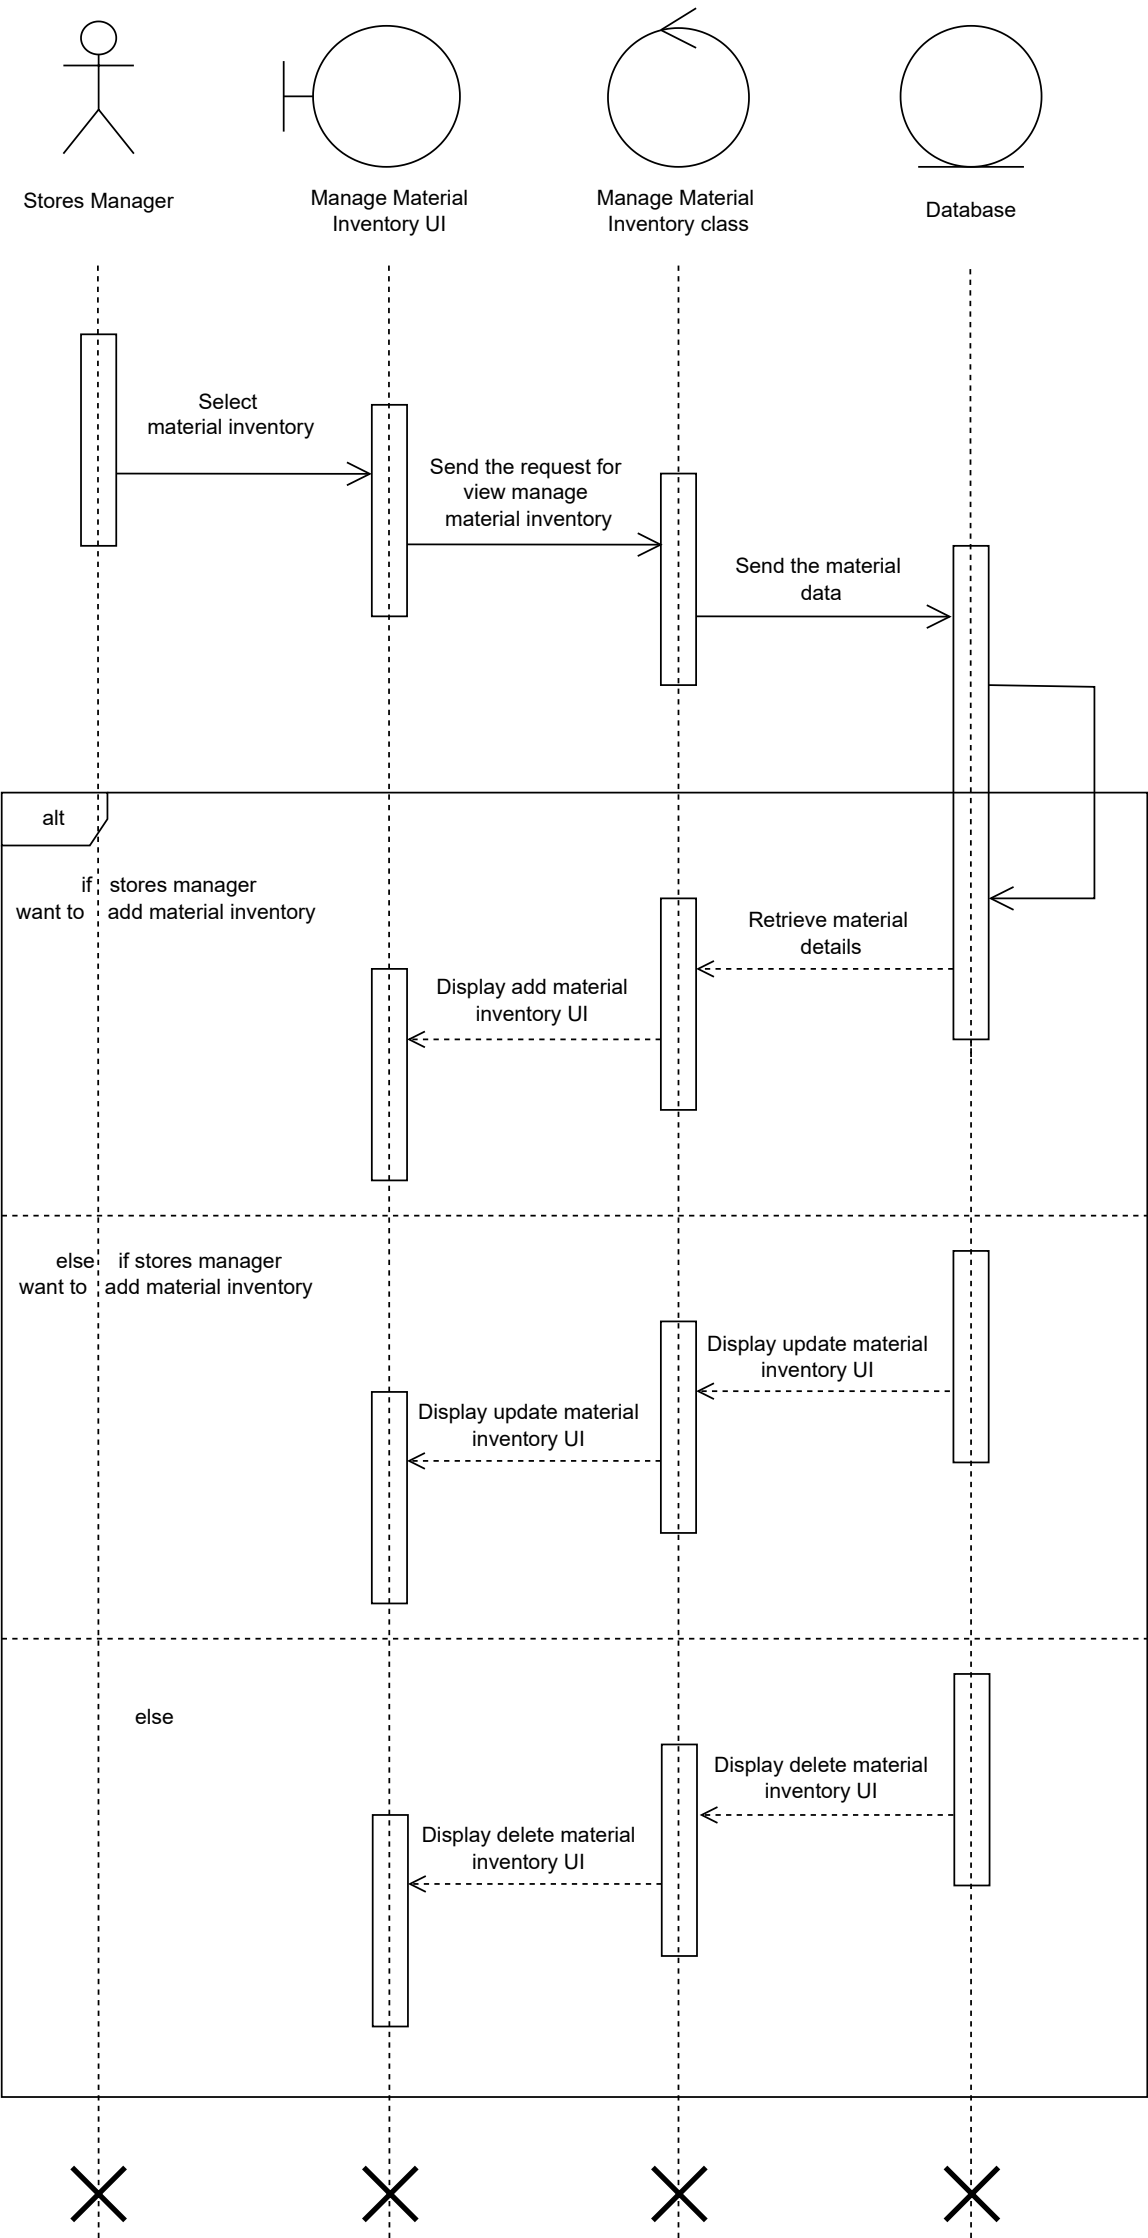 Stores Manager
Manage Material
Inventory UI
Manage Material
Inventory class
Database
Select
material inventory
Send the request for
view manage
material inventory
Send the material
data
alt
if stores manager
want to add material inventory
Retrieve material
details
Display add material
inventory UI
else if stores manager
want to add material inventory
Display update material
inventory UI
Display update material
inventory UI
else
Display delete material
inventory UI
Display delete material
inventory UI